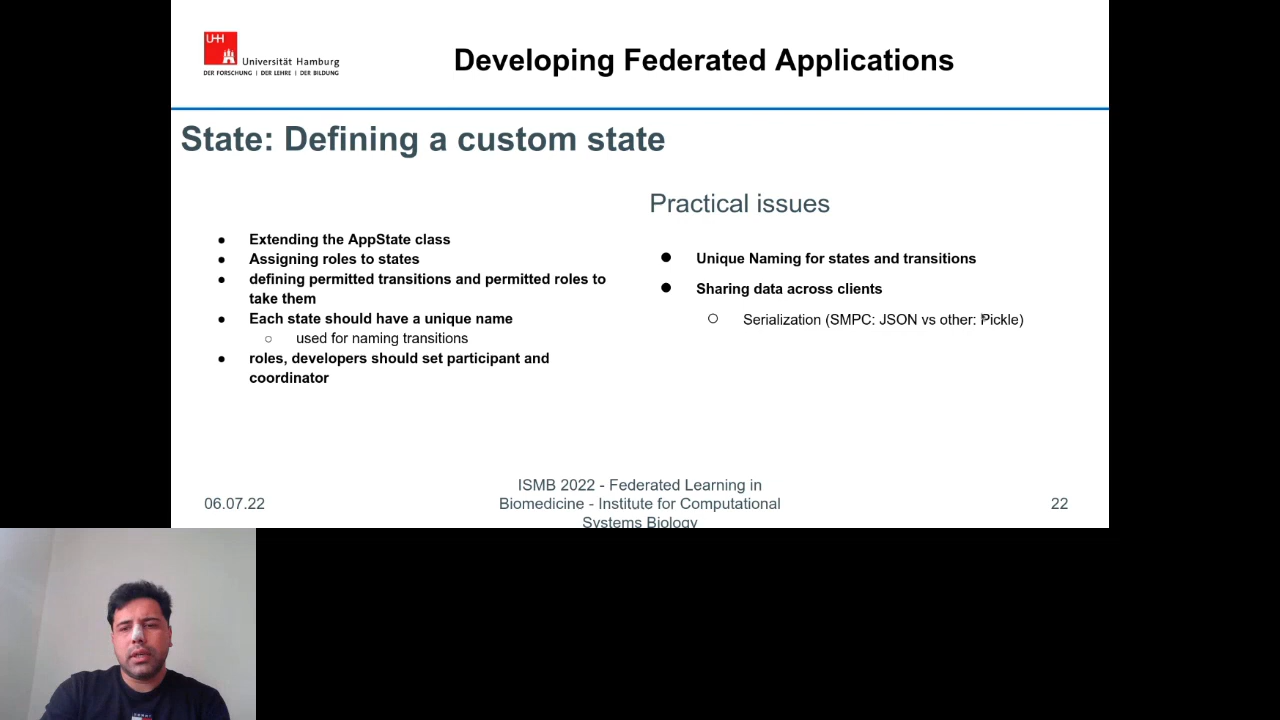 UHH
Universität Hamburg
DER FORSCHUNG | DER LEHRE | DER BILDUNG
Developing Federated Applications
State: Defining a custom state
● Extending the AppState class
● Assigning roles to states
● defining permitted transitions and permitted roles to
take them
● Each state should have a unique name
○ used for naming transitions
● roles, developers should set participant and
coordinator
Practical issues
● Unique Naming for states and transitions
● Sharing data across clients
○ Serialization (SMPC: JSON vs other: Pickle)
06.07.22
ISMB 2022 - Federated Learning in
Biomedicine - Institute for Computational
Systems Biology
22